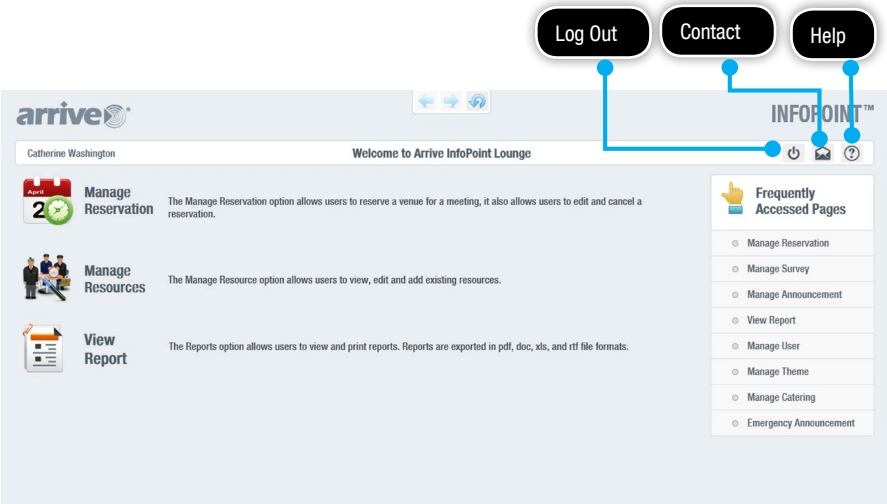 Log Out
Contact
Help
arrive
INFOPOINT™
Catherine Washington
Welcome to Arrive InfoPoint Lounge
April
2
Manage
Reservation
The Manage Reservation option allows users to reserve a venue for a meeting, it also allows users to edit and cancel a
reservation.
Manage
Resources
The Manage Resource option allows users to view, edit and add existing resources.
View
Report
The Reports option allows users to view and print reports. Reports are exported in pdf, doc, xls, and rtf file formats.
Frequently
Accessed Pages
Manage Reservation
Manage Survey
Manage Announcement
View Report
Manage User
Manage Theme
Manage Catering
Emergency Announcement